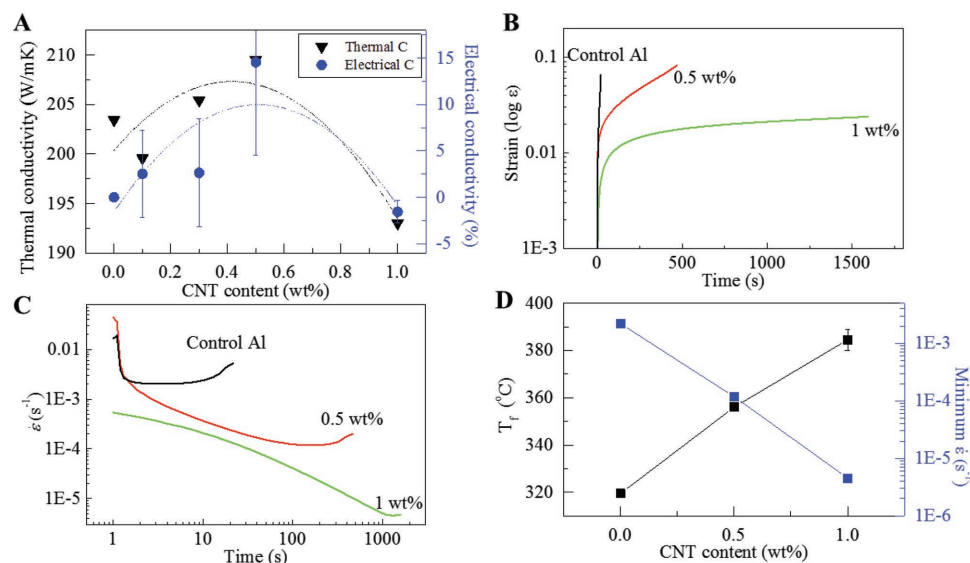 A
Thermal conductivity (W/mK)
210
205
200
195
190
Thermal C
Electrical C
15
10
5
0
-5
Electrical conductivity (%)
0.0 0.2 0.4 0.6 0.8 1.0
CNT content (wt%)
B
Strain (log ε)
0.1
0.01
1E-3
Control Al
0.5 wt%
1 wt%
0 500 1000 1500
Time (s)
C
ε̇ (s⁻¹)
0.01
1E-3
1E-4
1E-5
Control Al
0.5 wt%
1 wt%
1 10 100 1000
Time (s)
D
T_f (°C)
400
380
360
340
320
1E-3
1E-4
1E-5
1E-6
Minimum ε̇ (s⁻¹)
0.0 0.5 1.0
CNT content (wt%)